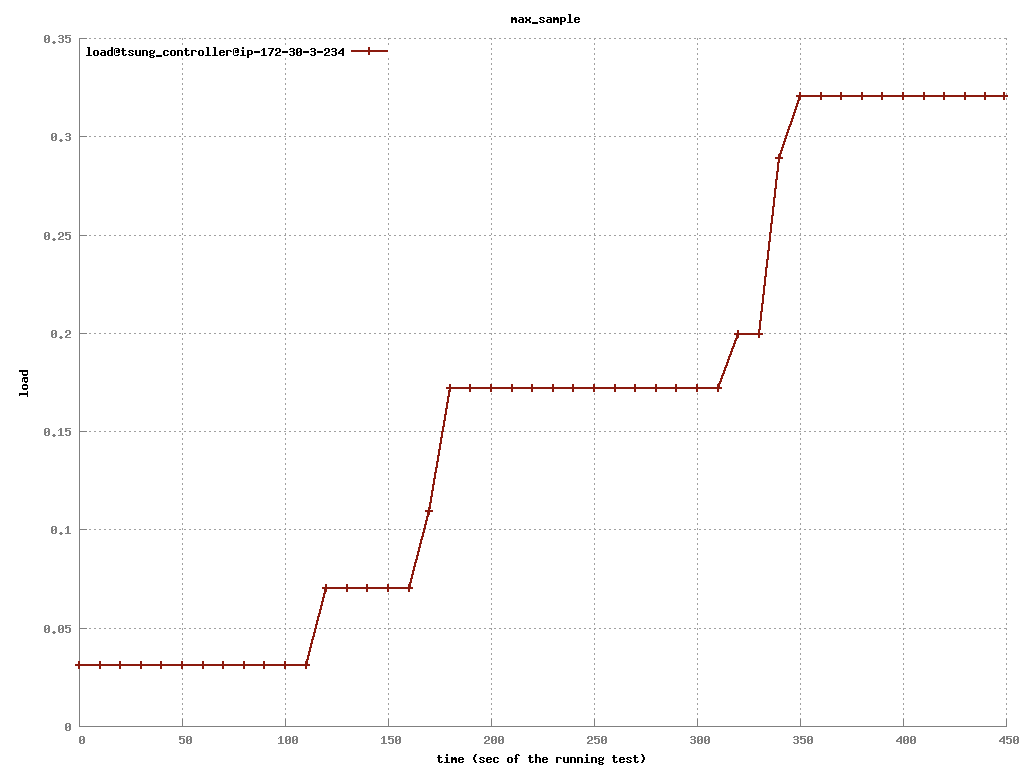 max_sample
load@tsung_controller@ip-172-30-3-234
0.35
0.3
0.25
0.2
0.15
0.1
0.05
0
load
0 50 100 150 200 250 300 350 400 450
time (sec of the running test)